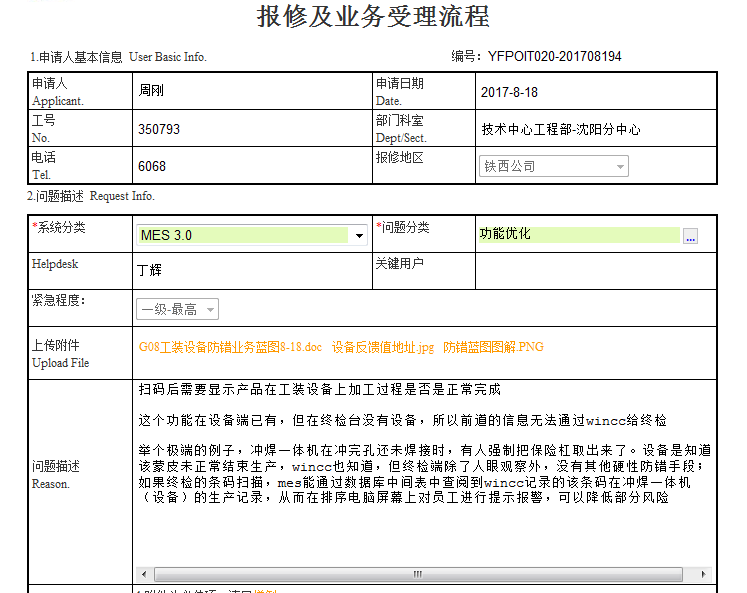 报修及业务受理流程
1.申请人基本信息 User Basic Info.
编号：YFPOIT020-201708194
申请人
Applicant.
周刚
申请日期
Date.
2017-8-18
工号
No.
350793
部门科室
Dept/Sect.
技术中心工程部-沈阳分中心
电话
Tel.
6068
报修地区
铁西公司
2.问题描述 Request Info.
*系统分类
MES 3.0
*问题分类
功能优化
...
Helpdesk
丁辉
关键用户
紧急程度：
一级-最高
上传附件
Upload File
G08工装设备防错业务蓝图8-18.doc 设备反馈值地址.jpg 防错蓝图图解.PNG
问题描述
Reason.
扫码后需要显示产品在工装设备上加工过程是否是正常完成
这个功能在设备端已有，但在终检台没有设备，所以前道的信息无法通过wincc给终检
举个极端的例子，冲焊一体机在冲完孔还未焊接时，有人强制把保险杠取出来了。设备是知道
该蒙皮未正常结束生产，wincc也知道，但终检端除了人眼观察外，没有其他硬性防错手段；
如果终检的条码扫描，mes能通过数据库中间表中查阅到wincc记录的该条码在冲焊一体机
（设备）的生产记录，从而在排序电脑屏幕上对员工进行提示报警，可以降低部分风险